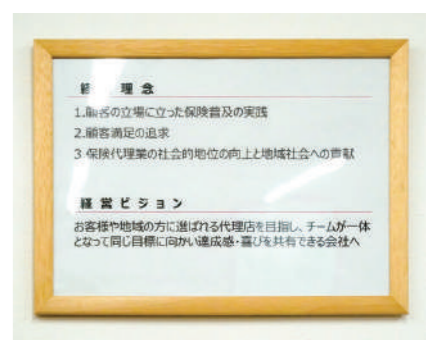 経 理 念
1.顧客の立場に立った保険普及の実践
2.顧客満足の追求
3.保険代理業の社会的地位の向上と地域社会への貢献
経 営 ビ ジ ョ ン
お客様や地域の方に選ばれる代理店を目指し、チームが一体
となって同じ目標に向かい達成感・喜びを共有できる会社へ